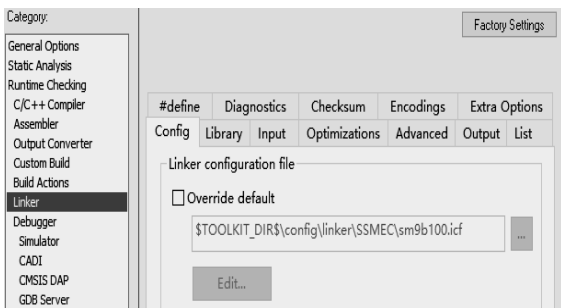 Category:
Factory Settings
General Options
Static Analysis
Runtime Checking
C/C++ Compiler
Assembler
Output Converter
Custom Build
Build Actions
Linker
Debugger
Simulator
CADI
CMSIS DAP
GDB Server
#define Diagnostics Checksum Encodings Extra Options
Config Library Input Optimizations Advanced Output List
Linker configuration file
Override default
$TOOLKIT_DIR$\config\linker\SSMEC\sm9b100.icf
...
Edit...